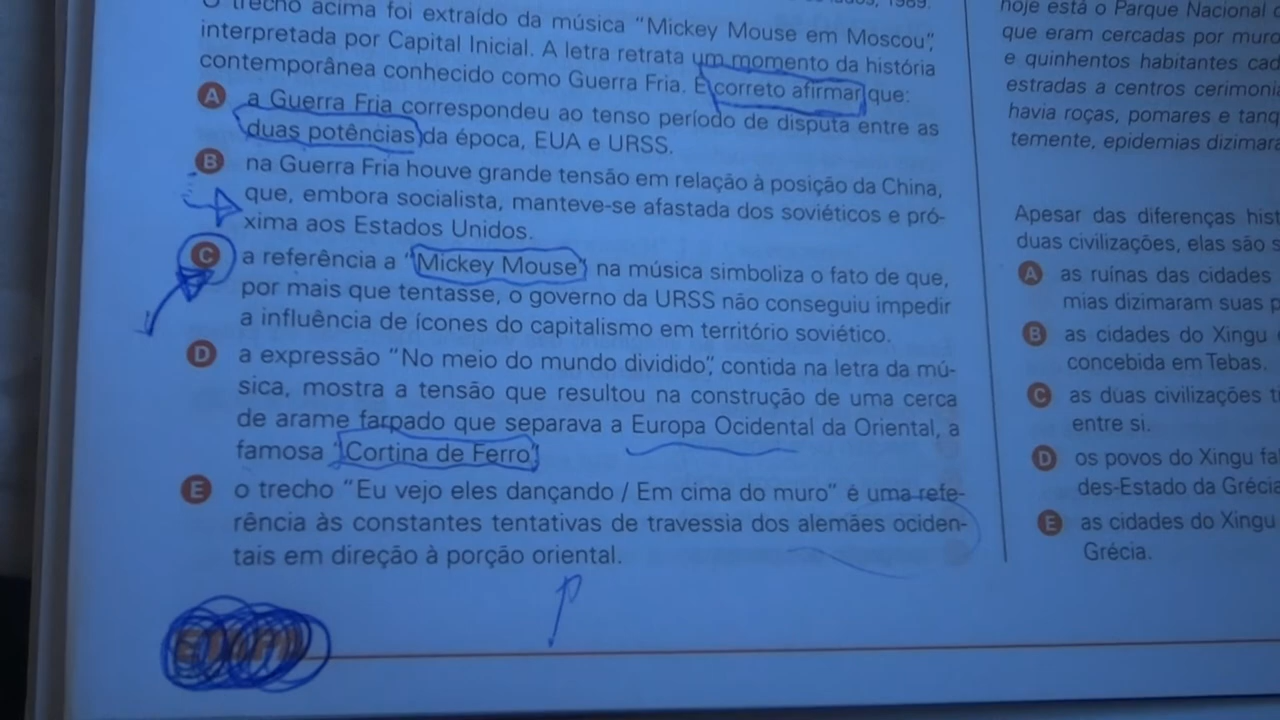 O trecho acima foi extraído da música “Mickey Mouse em Moscou”,
interpretada por Capital Inicial. A letra retrata um momento da história
contemporânea conhecido como Guerra Fria. É correto afirmar que:
A a Guerra Fria correspondeu ao tenso período de disputa entre as
duas potências da época, EUA e URSS.
B na Guerra Fria houve grande tensão em relação à posição da China,
que, embora socialista, manteve-se afastada dos soviéticos e pró-
xima aos Estados Unidos.
C a referência a “Mickey Mouse” na música simboliza o fato de que,
por mais que tentasse, o governo da URSS não conseguiu impedir
a influência de ícones do capitalismo em território soviético.
D a expressão “No meio do mundo dividido”, contida na letra da mú-
sica, mostra a tensão que resultou na construção de uma cerca
de arame farpado que separava a Europa Ocidental da Oriental, a
famosa “Cortina de Ferro”.
E o trecho “Eu vejo eles dançando / Em cima do muro” é uma refe-
rência às constantes tentativas de travessia dos alemães ociden-
tais em direção à porção oriental.
hoje está o Parque Nacional
que eram cercadas por
e quinhentos habitantes
estradas a centros
havia roças, pomares e
temente, epidemias
Apesar das diferenças
duas civilizações, elas são
A as ruínas das cidades
mias dizimaram suas
B as cidades do Xingu
concebida em Tebas.
C as duas civilizações
entre si.
D os povos do Xingu
des-Estado da
E as cidades do Xingu
Grécia.